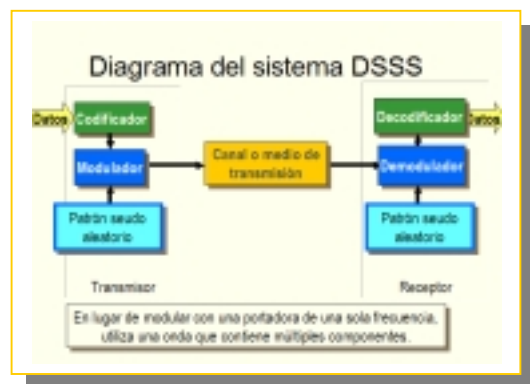 Diagrama del sistema DSSS
Datos
Codificador
Decodificador
Datos
Modulador
Canal o medio de
transmisión
Demodulador
Patrón seudo
aleatorio
Patrón seudo
aleatorio
Transmisor
Receptor
En lugar de modular con una portadora de una sola frecuencia,
utiliza una onda que contiene múltiples componentes.